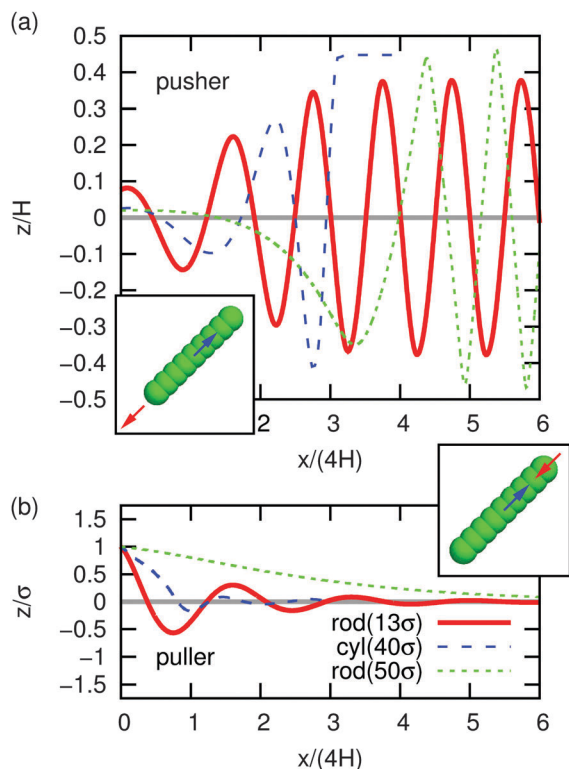 (a)
0.5
0.4
0.3
0.2
0.1
0
−0.1
−0.2
−0.3
−0.4
−0.5
z/H
pusher
2 3 4 5 6
x/(4H)
(b)
1.5
1
0.5
0
−0.5
−1
−1.5
z/σ
puller
rod(13σ)
cyl(40σ)
rod(50σ)
0 1 2 3 4 5 6
x/(4H)